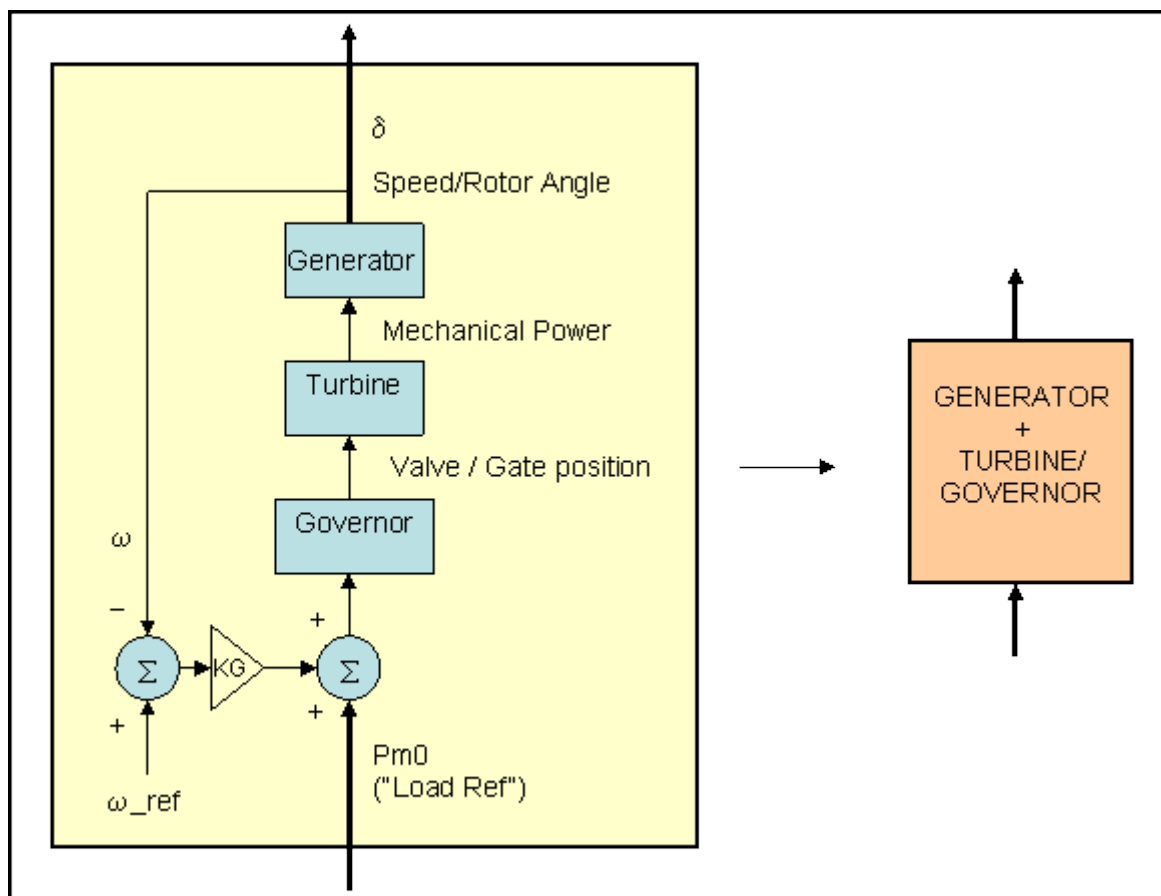 δ
Speed/Rotor Angle
Generator
Mechanical Power
Turbine
Valve / Gate position
Governor
ω
−
+
Σ
KG
Σ
+
+
Pm0
("Load Ref")
ω_ref
GENERATOR
+
TURBINE/
GOVERNOR